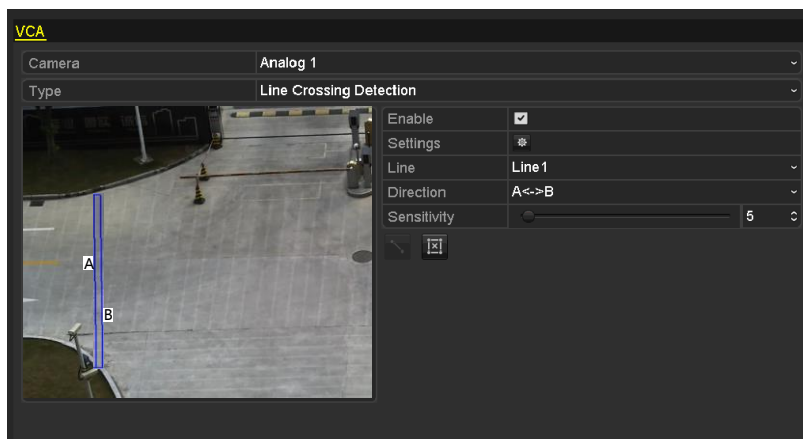 VCA
Camera Analog 1
Type Line Crossing Detection
Enable
Settings
Line Line1
Direction A<->B
Sensitivity 5
A
B